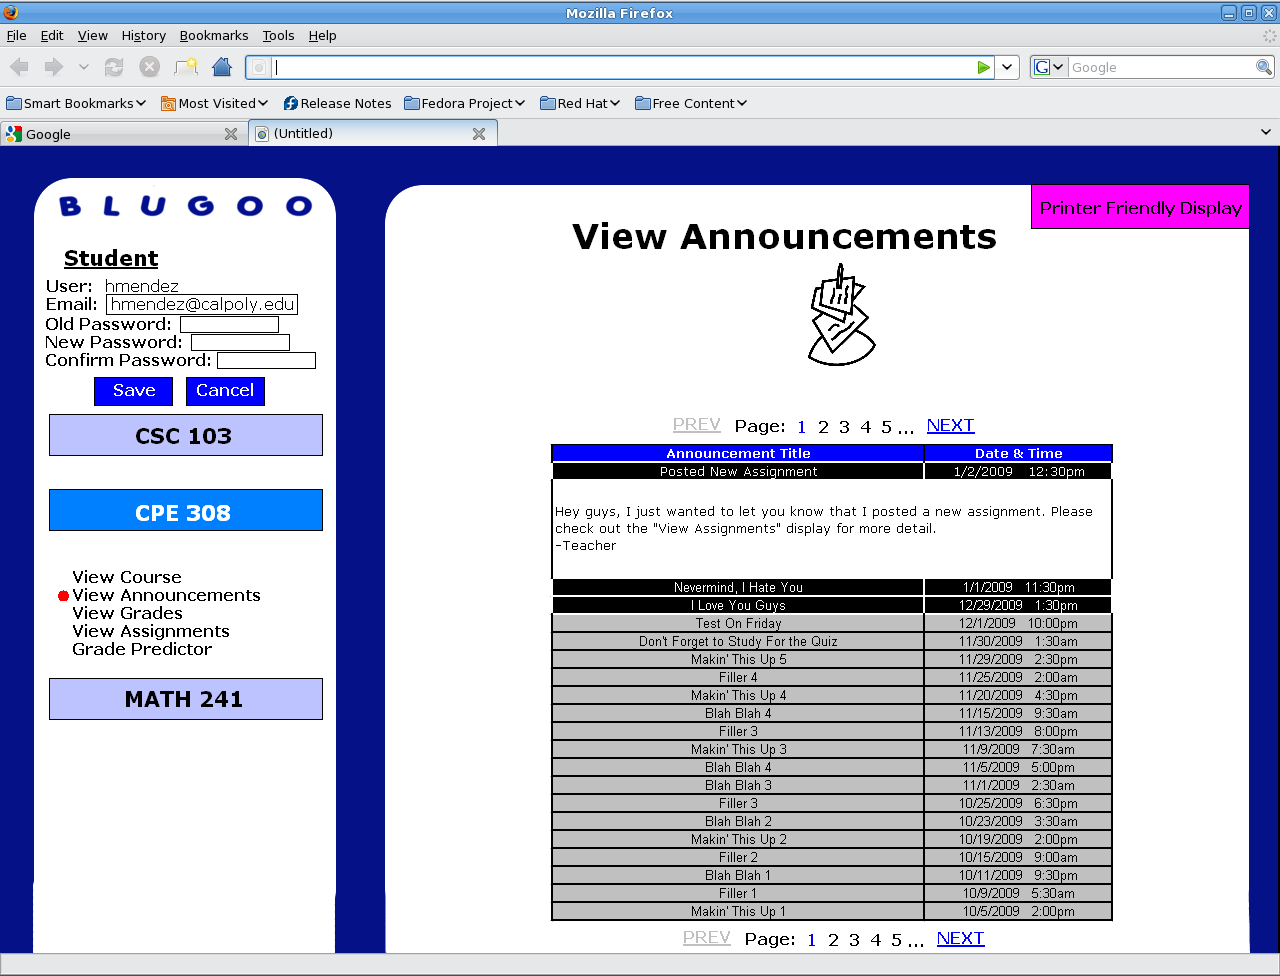 Mozilla Firefox
File Edit View History Bookmarks Tools Help
Google
Smart Bookmarks Most Visited Release Notes Fedora Project Red Hat Free Content
Google (Untitled)
BLUGOO
Student
User: hmendez
Email: hmendez@calpoly.edu
Old Password:
New Password:
Confirm Password:
Save Cancel
CSC 103
CPE 308
View Course
View Announcements
View Grades
View Assignments
Grade Predictor
MATH 241
Printer Friendly Display
View Announcements
PREV Page: 1 2 3 4 5 ... NEXT
Announcement Title Date & Time
Posted New Assignment 1/2/2009 12:30pm
Hey guys, I just wanted to let you know that I posted a new assignment. Please
check out the "View Assignments" display for more detail.
-Teacher
Nevermind, I Hate You 1/1/2009 11:30pm
I Love You Guys 12/29/2009 1:30pm
Test On Friday 12/1/2009 10:00pm
Don't Forget to Study For the Quiz 11/30/2009 1:30am
Makin' This Up 5 11/29/2009 2:30pm
Filler 4 11/25/2009 2:00am
Makin' This Up 4 11/20/2009 4:30pm
Blah Blah 4 11/15/2009 9:30am
Filler 3 11/13/2009 8:00pm
Makin' This Up 3 11/9/2009 7:30am
Blah Blah 4 11/5/2009 5:00pm
Blah Blah 3 11/1/2009 2:30am
Filler 3 10/25/2009 6:30pm
Blah Blah 2 10/23/2009 3:30am
Makin' This Up 2 10/19/2009 2:00pm
Filler 2 10/15/2009 9:00am
Blah Blah 1 10/11/2009 9:30pm
Filler 1 10/9/2009 5:30am
Makin' This Up 1 10/5/2009 2:00pm
PREV Page: 1 2 3 4 5 ... NEXT